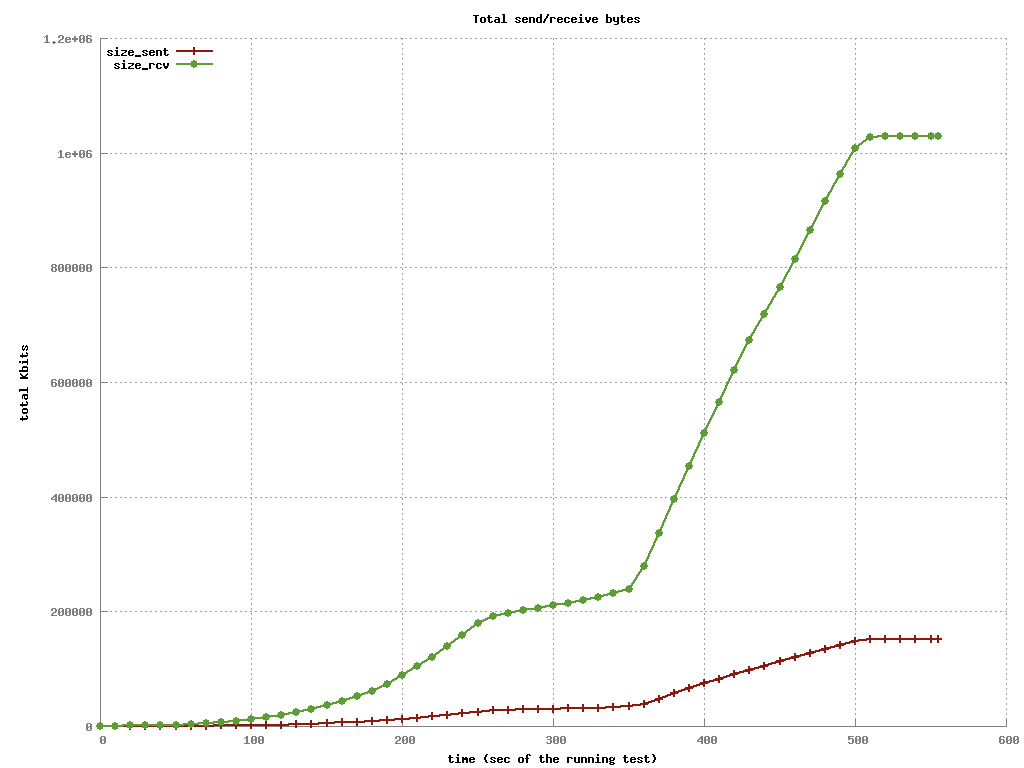 Total send/receive bytes
1.2e+06
size_sent
size_rcv
1e+06
800000
total Kbits
600000
400000
200000
0
0 100 200 300 400 500 600
time (sec of the running test)